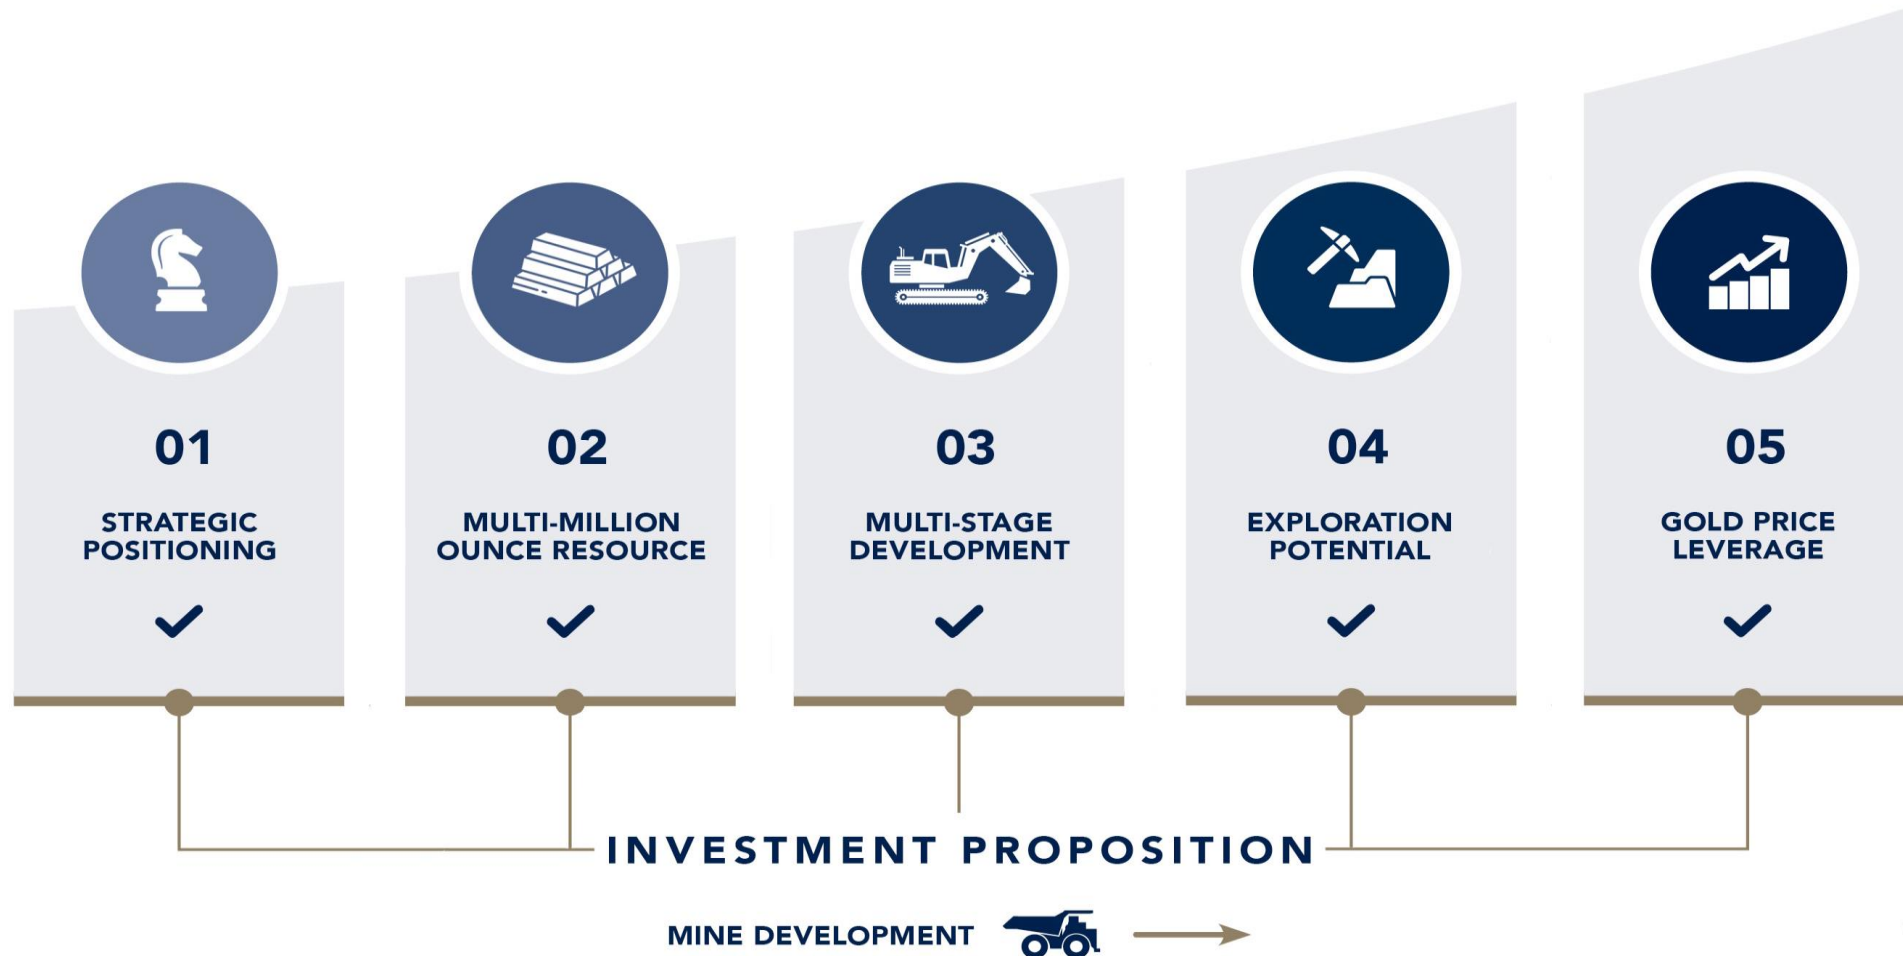 01
STRATEGIC
POSITIONING
02
MULTI-MILLION
OUNCE RESOURCE
03
MULTI-STAGE
DEVELOPMENT
04
EXPLORATION
POTENTIAL
05
GOLD PRICE
LEVERAGE
INVESTMENT PROPOSITION
MINE DEVELOPMENT